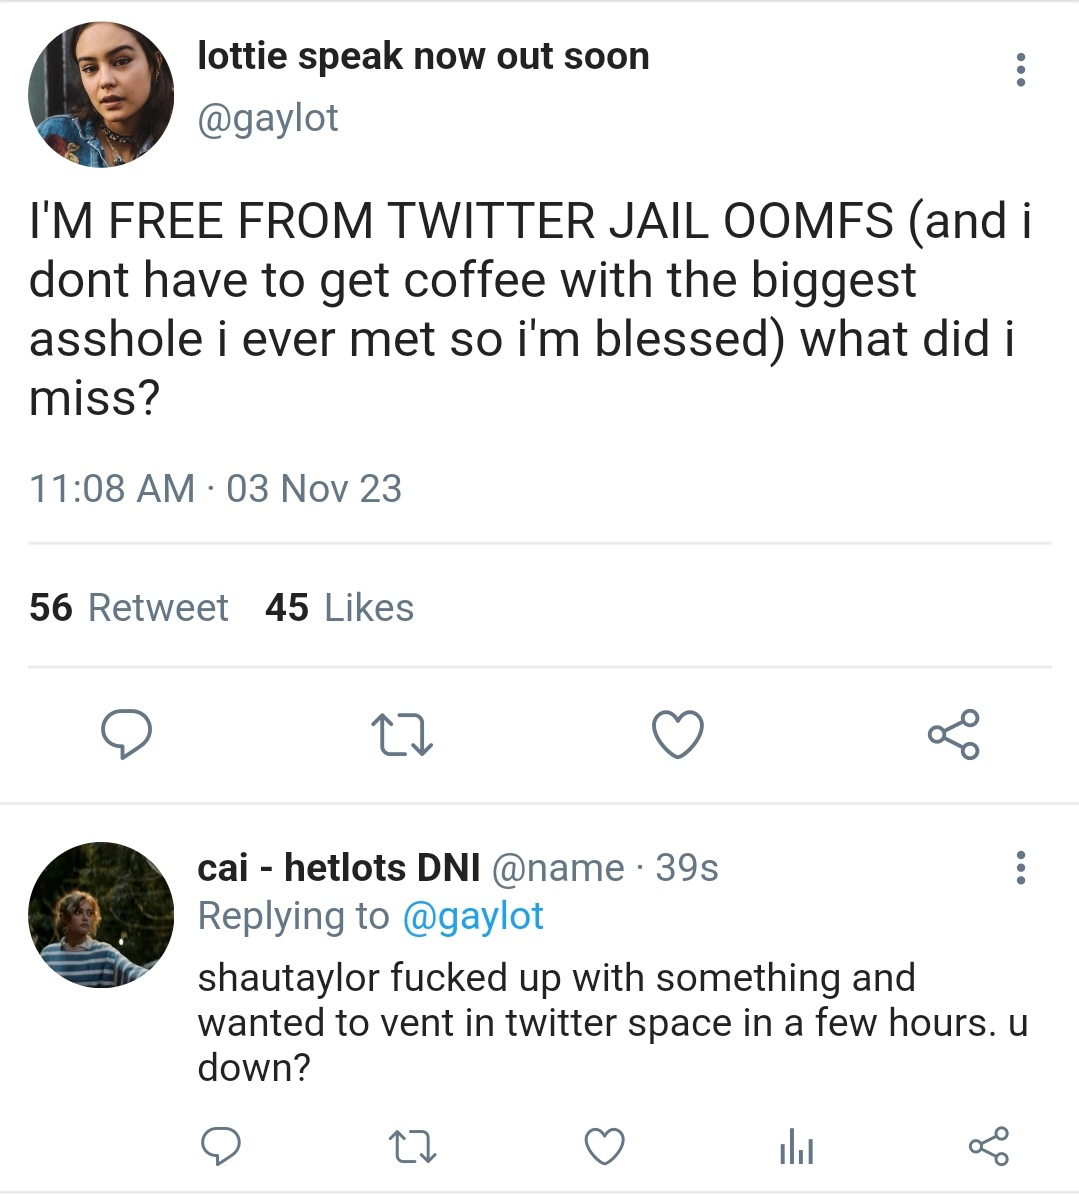 lottie speak now out soon
@gaylot
I'M FREE FROM TWITTER JAIL OOMFS (and i
dont have to get coffee with the biggest
asshole i ever met so i'm blessed) what did i
miss?
11:08 AM · 03 Nov 23
56 Retweet 45 Likes
cai - hetlots DNI @name · 39s
Replying to @gaylot
shautaylor fucked up with something and
wanted to vent in twitter space in a few hours. u
down?